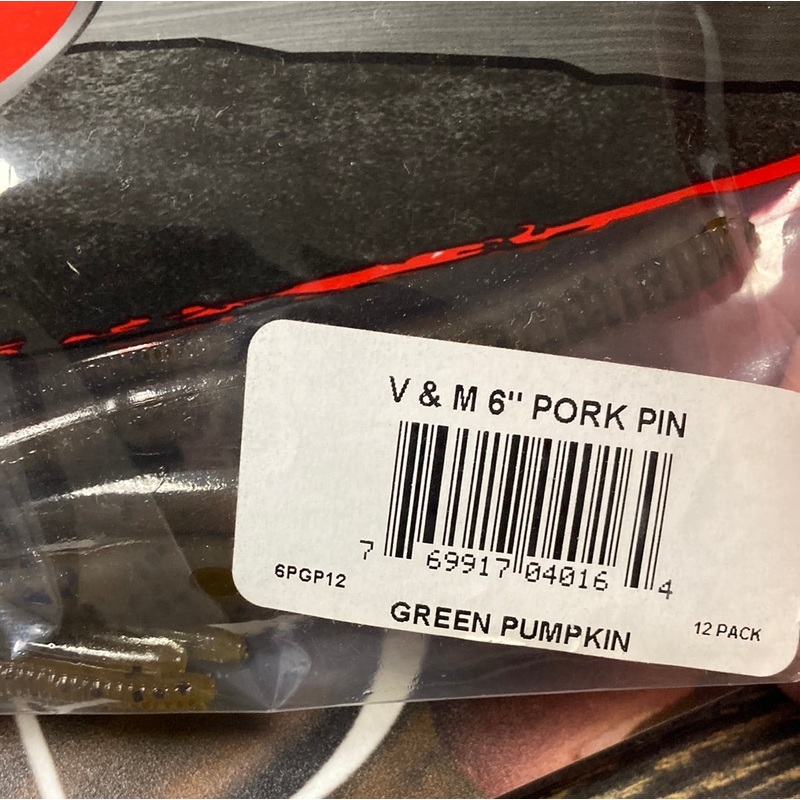 V & M 6" PORK PIN
7 69917 04016 4
6PGP12
GREEN PUMPKIN
12 PACK